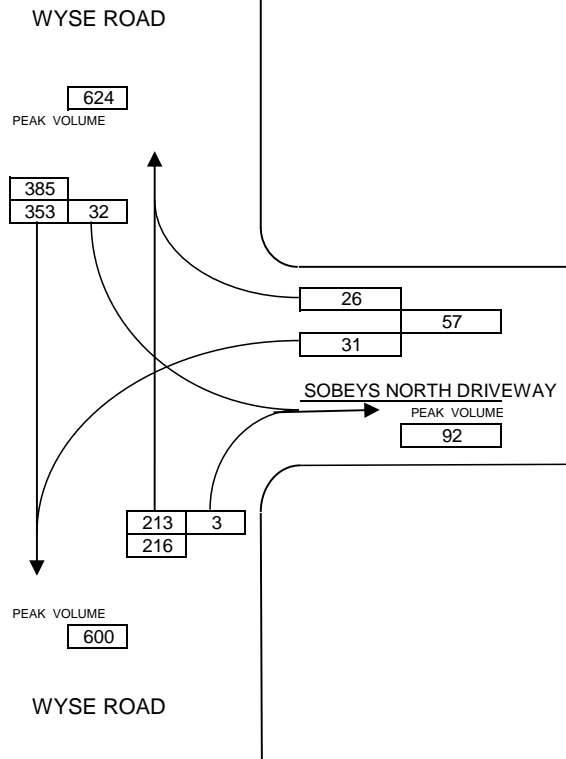 WYSE ROAD
624
PEAK VOLUME
385
353 32
26
57
31
SOBEYS NORTH DRIVEWAY
PEAK VOLUME
92
213 3
216
PEAK VOLUME
600
WYSE ROAD